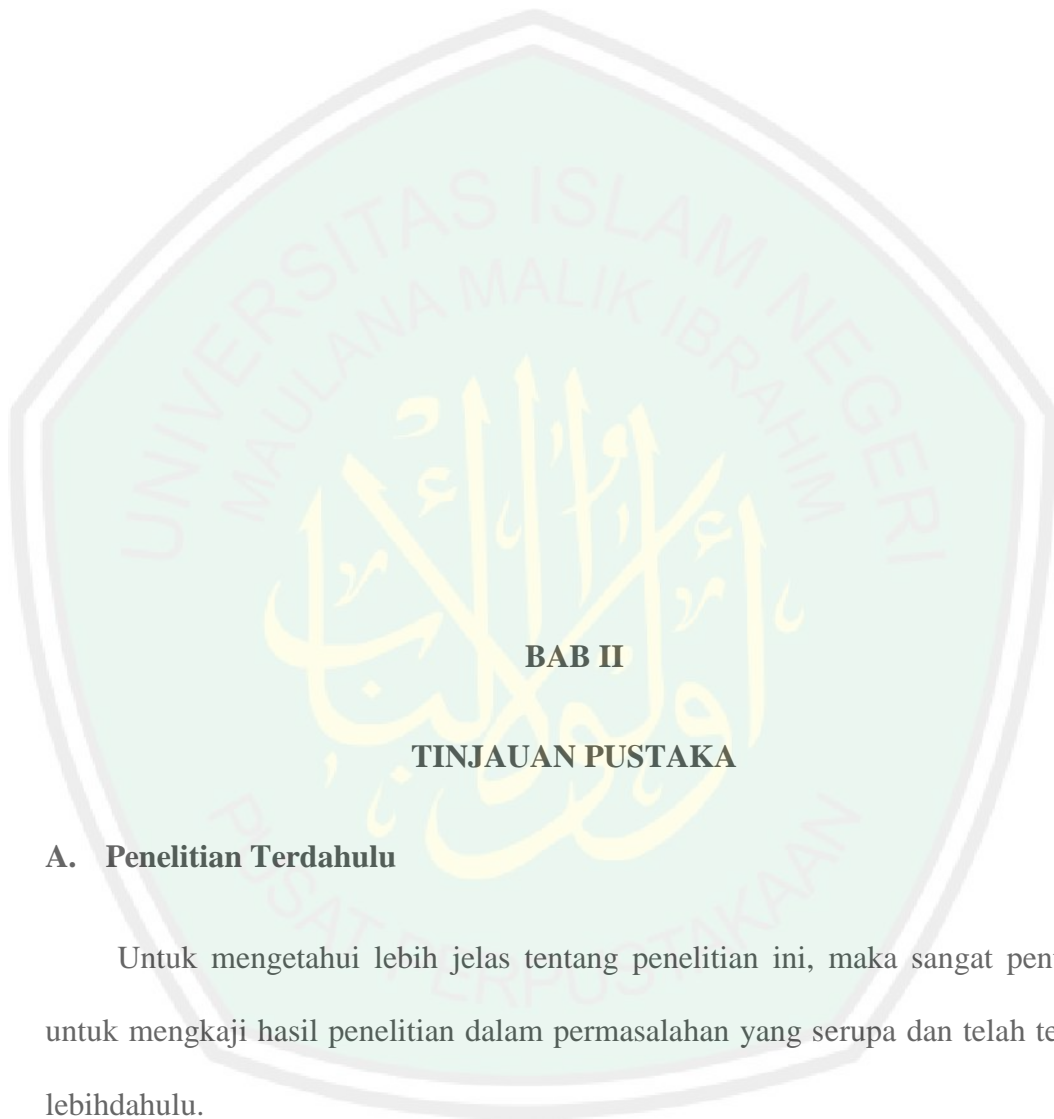 UNIVERSITAS ISLAM NEGERI
MAULANA MALIK IBRAHIM
BAB II
TINJAUAN PUSTAKA
A. Penelitian Terdahulu
Untuk mengetahui lebih jelas tentang penelitian ini, maka sangat pen
untuk mengkaji hasil penelitian dalam permasalahan yang serupa dan telah te
lebihdahulu.
PUSAT PERPUSTAKAAN